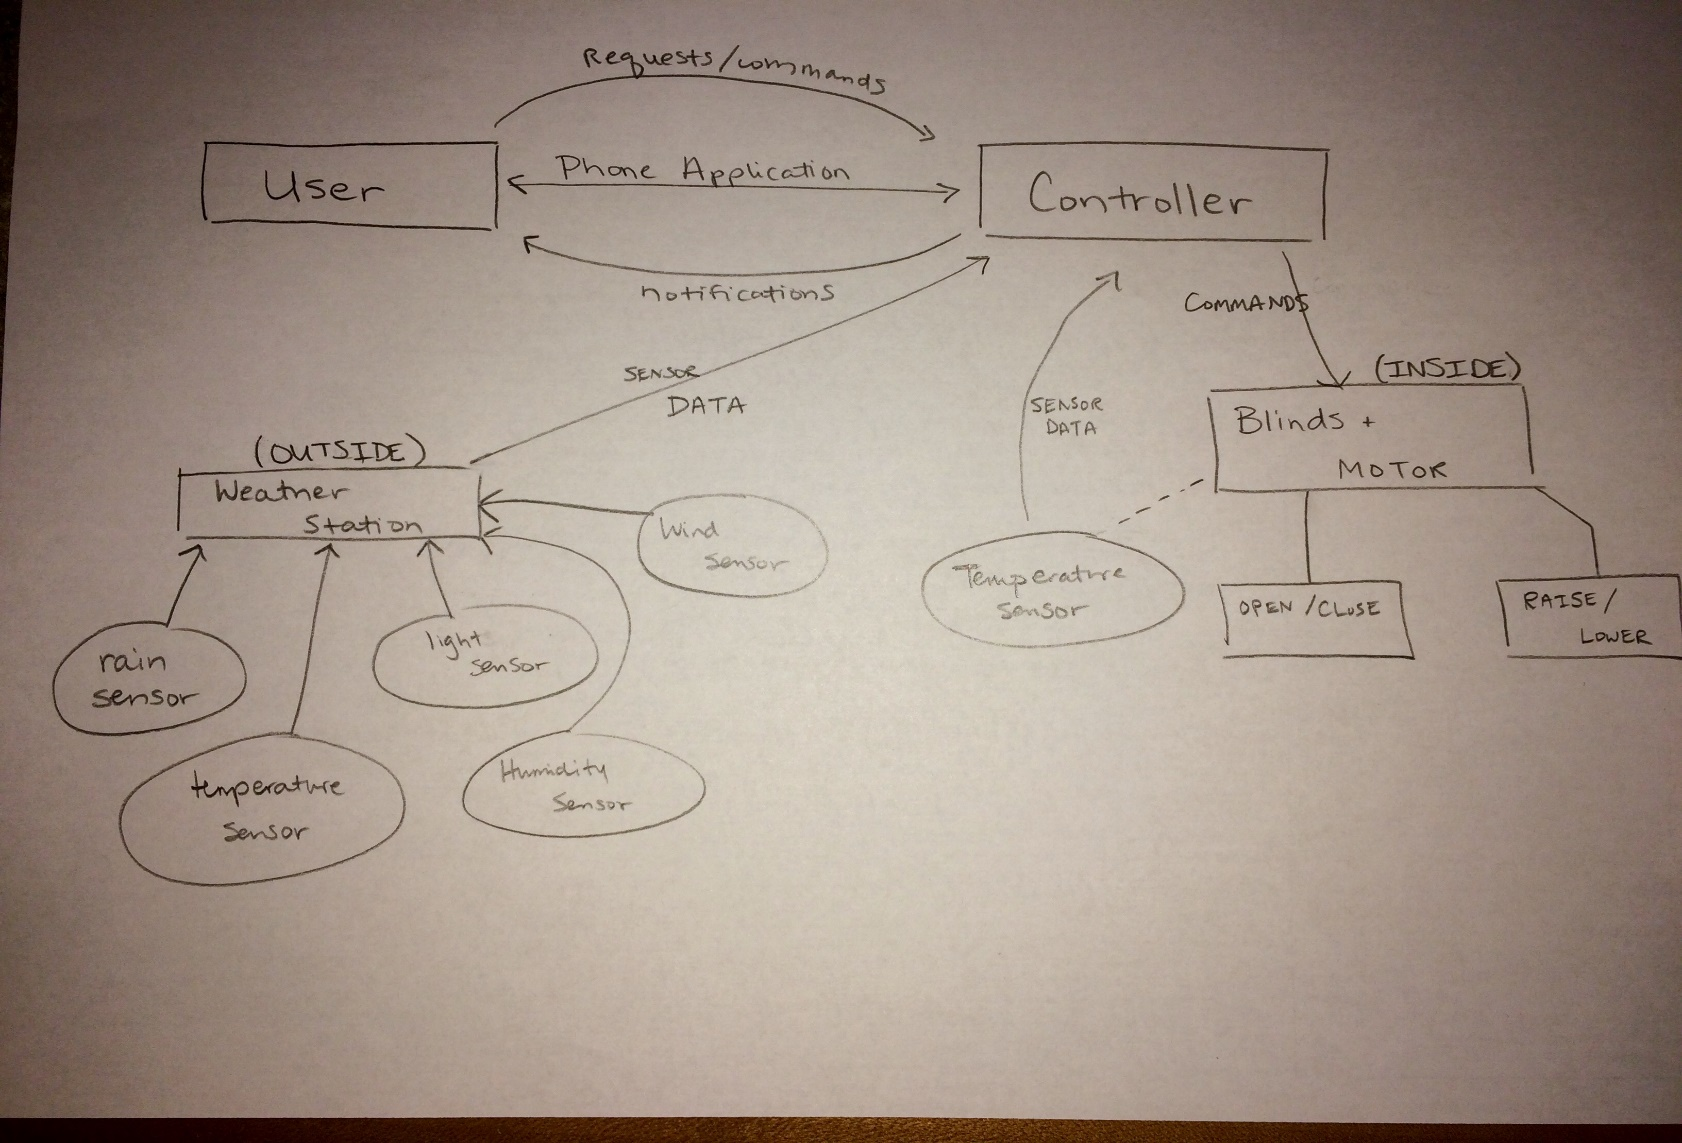 Requests/commands
User
Phone Application
Controller
notifications
COMMANDS
SENSOR
DATA
SENSOR
DATA
(INSIDE)
Blinds +
MOTOR
(OUTSIDE)
Weather
Station
Wind
sensor
Temperature
sensor
OPEN/CLOSE
RAISE/
LOWER
rain
sensor
light
sensor
temperature
sensor
Humidity
sensor